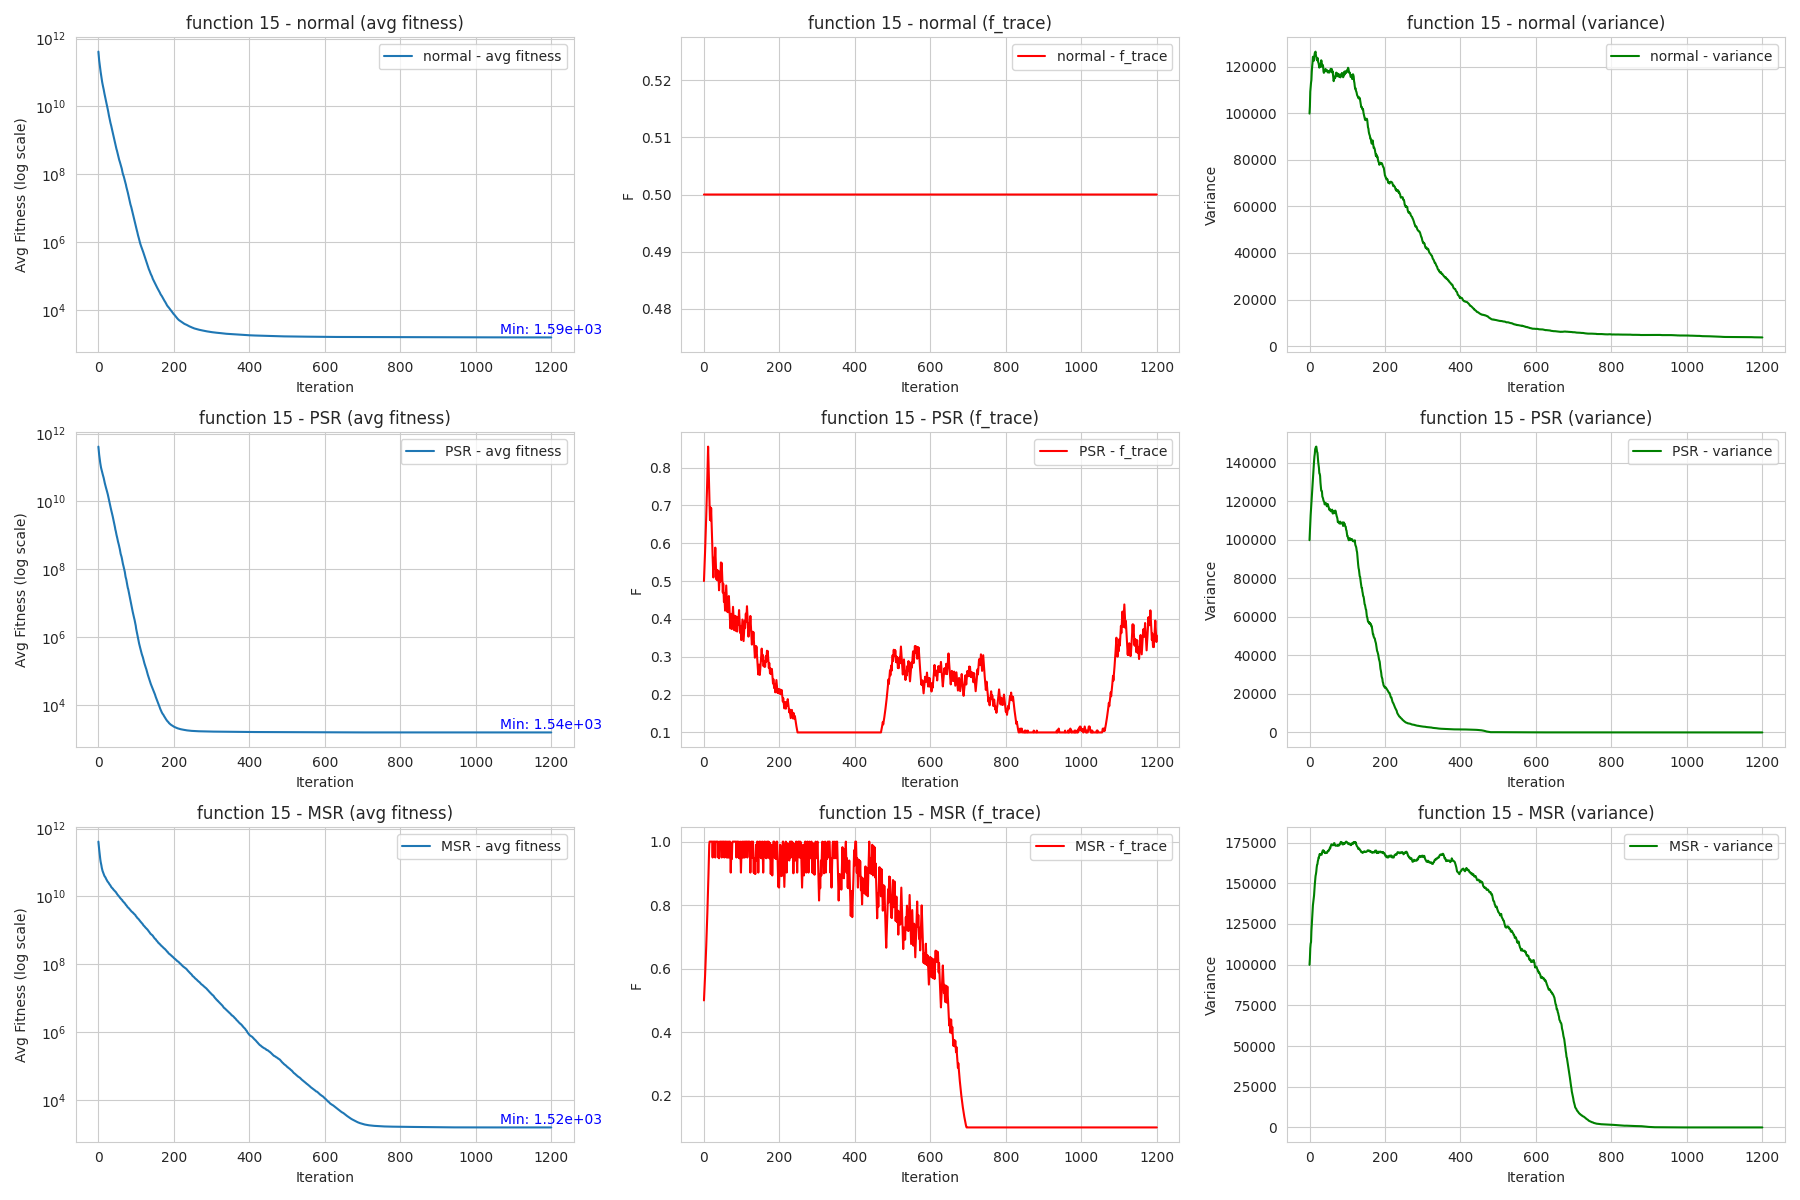 function 15 - normal (avg fitness)
normal - avg fitness
Avg Fitness (log scale)
10^12
10^10
10^8
10^6
10^4
Min: 1.59e+03
0 200 400 600 800 1000 1200
Iteration
function 15 - normal (f_trace)
normal - f_trace
F
0.52
0.51
0.50
0.49
0.48
0 200 400 600 800 1000 1200
Iteration
function 15 - normal (variance)
normal - variance
Variance
120000
100000
80000
60000
40000
20000
0
0 200 400 600 800 1000 1200
Iteration
function 15 - PSR (avg fitness)
PSR - avg fitness
Avg Fitness (log scale)
10^12
10^10
10^8
10^6
10^4
Min: 1.54e+03
0 200 400 600 800 1000 1200
Iteration
function 15 - PSR (f_trace)
PSR - f_trace
F
0.8
0.7
0.6
0.5
0.4
0.3
0.2
0.1
0 200 400 600 800 1000 1200
Iteration
function 15 - PSR (variance)
PSR - variance
Variance
140000
120000
100000
80000
60000
40000
20000
0
0 200 400 600 800 1000 1200
Iteration
function 15 - MSR (avg fitness)
MSR - avg fitness
Avg Fitness (log scale)
10^12
10^10
10^8
10^6
10^4
Min: 1.52e+03
0 200 400 600 800 1000 1200
Iteration
function 15 - MSR (f_trace)
MSR - f_trace
F
1.0
0.8
0.6
0.4
0.2
0 200 400 600 800 1000 1200
Iteration
function 15 - MSR (variance)
MSR - variance
Variance
175000
150000
125000
100000
75000
50000
25000
0
0 200 400 600 800 1000 1200
Iteration